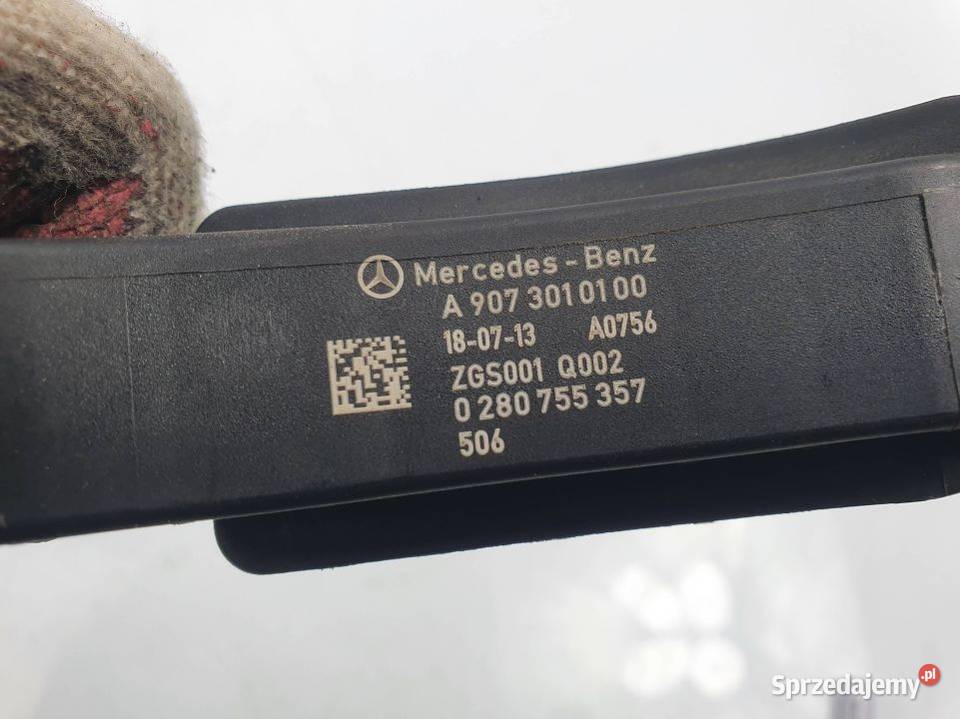 Mercedes-Benz
A 907 301 01 00
18-07-13 A0756
ZGS001 Q002
0 280 755 357
506
Sprzedajemy.pl